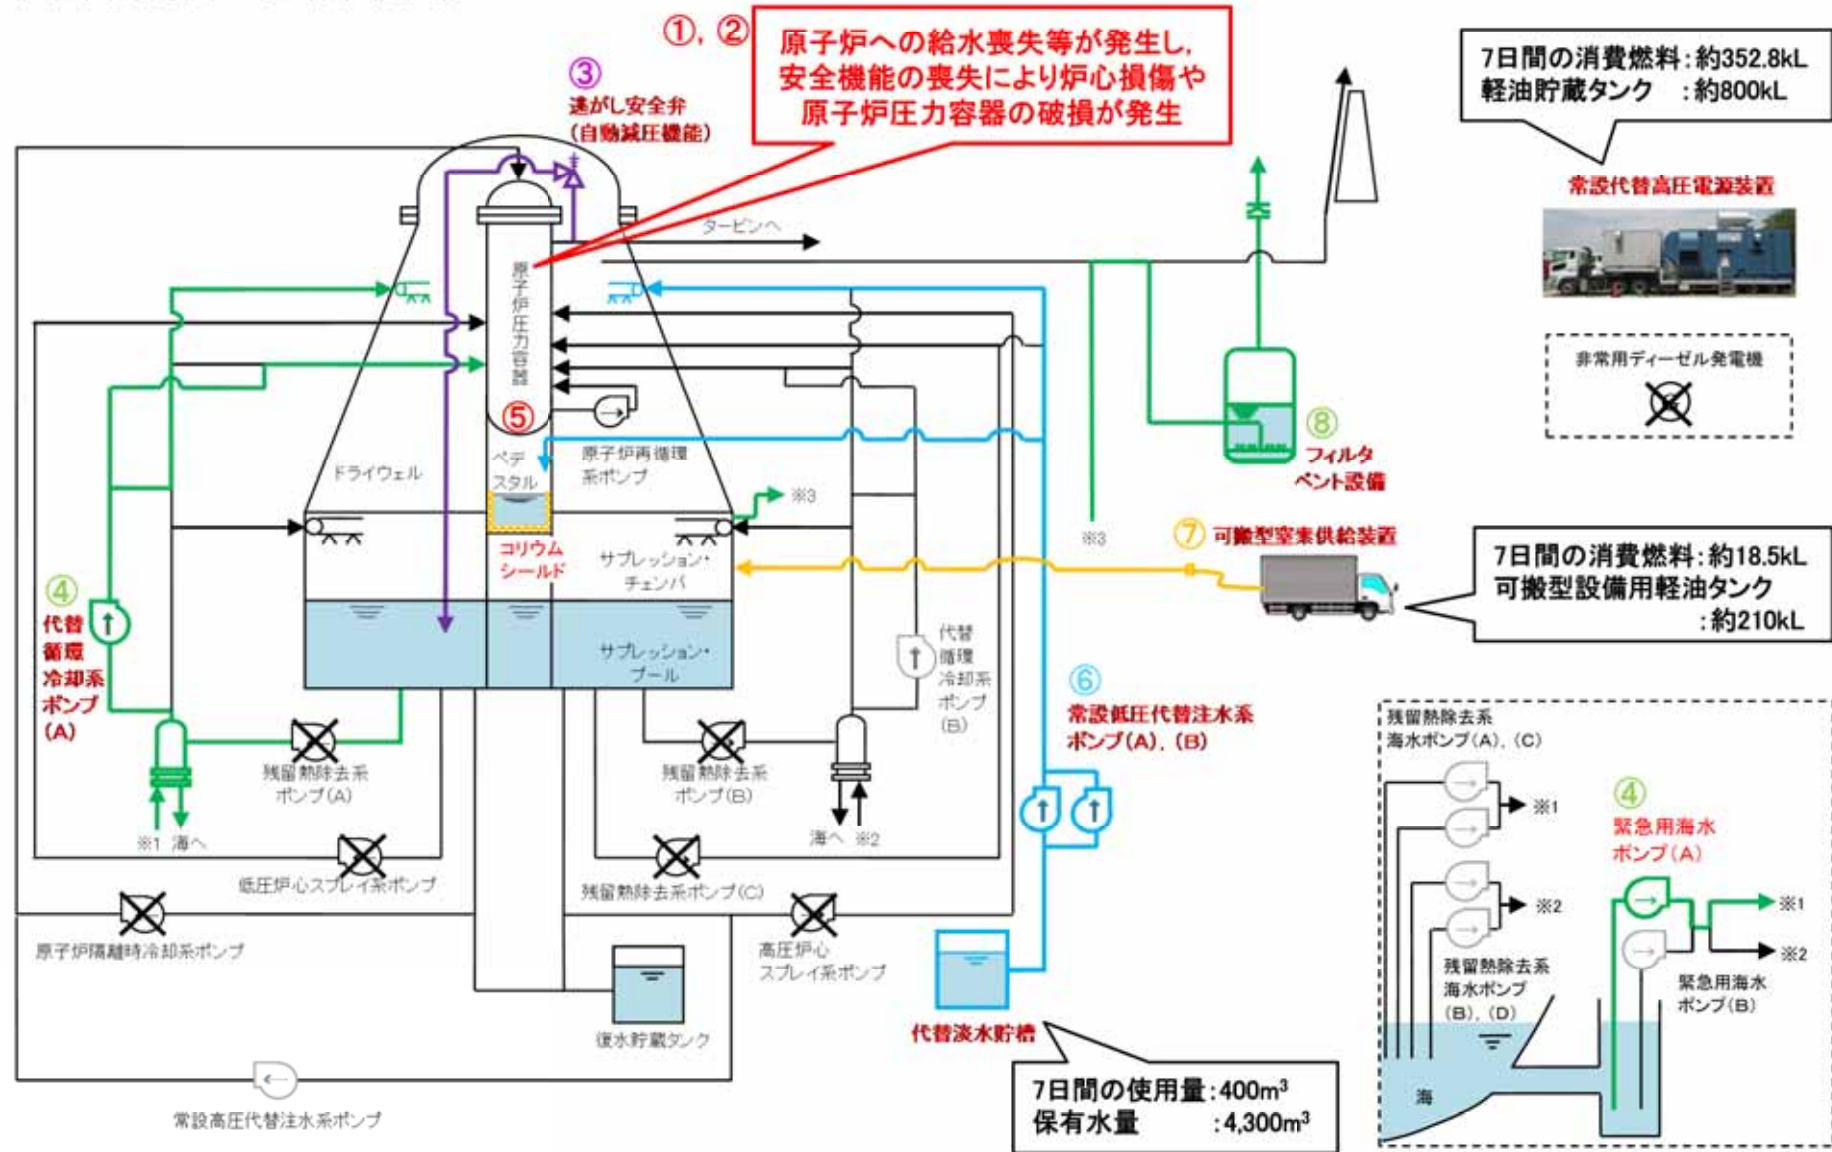 ①, ②
原子炉への給水喪失等が発生し,
安全機能の喪失により炉心損傷や
原子炉圧力容器の破損が発生
7日間の消費燃料:約352.8kL
軽油貯蔵タンク :約800kL
③
逃がし安全弁
(自動減圧機能)
常設代替高圧電源装置
タービンへ
原子炉圧力容器
非常用ディーゼル発電機
⑤
⑧
フィルタ
ベント設備
ドライウェル
ペデ
スタル
原子炉再循環
系ポンプ
※3
※3
⑦ 可搬型窒素供給装置
7日間の消費燃料:約18.5kL
可搬型設備用軽油タンク
:約210kL
コリウム
シールド
サプレッション・
チェンバ
④
代替
循環
冷却系
ポンプ
(A)
サプレッション・
プール
代替
循環
冷却系
ポンプ
(B)
⑥
常設低圧代替注水系
ポンプ(A), (B)
残留熱除去系
ポンプ(A)
残留熱除去系
ポンプ(B)
※1 海へ
海へ ※2
低圧炉心スプレイ系ポンプ
残留熱除去系ポンプ(C)
原子炉隔離時冷却系ポンプ
高圧炉心
スプレイ系ポンプ
復水貯蔵タンク
代替淡水貯槽
常設高圧代替注水系ポンプ
7日間の使用量:400m³
保有水量 :4,300m³
残留熱除去系
海水ポンプ(A), (C)
※1
④
緊急用海水
ポンプ(A)
※2
※1
※2
残留熱除去系
海水ポンプ
(B), (D)
緊急用海水
ポンプ(B)
海